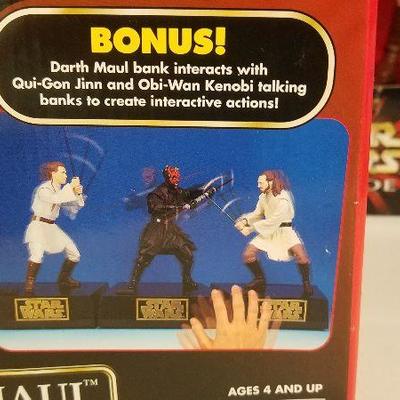 BONUS!
Darth Maul bank interacts with
Qui-Gon Jinn and Obi-Wan Kenobi talking
banks to create interactive actions!
STAR
WARS
STAR
WARS
STAR
WARS
MAUL™
AGES 4 AND UP